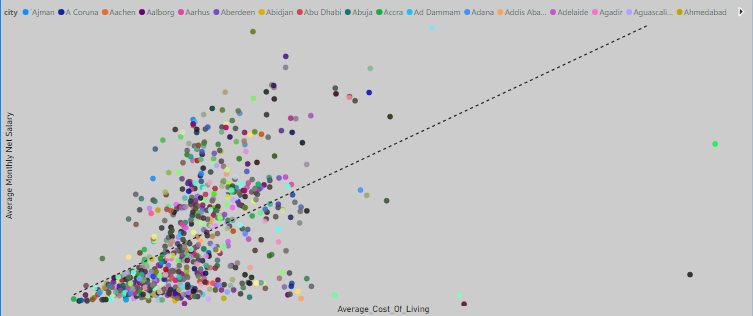 city 'Ajman A Coruna Aachen Aalborg Aarhus Aberdeen Abidjan Abu Dhabi Abuja Accra Ad Dammam Adana Addis Aba... Adelaide Agadir Aguascali... Ahmedabad
Average Monthly Net Salary
Average_Cost_Of_Living